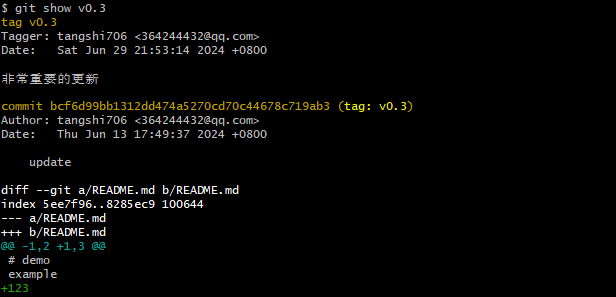 $ git show v0.3
tag v0.3
Tagger: tangshi706 <364244432@qq.com>
Date:   Sat Jun 29 21:53:14 2024 +0800
非常重要的更新
commit bcf6d99bb1312dd474a5270cd70c44678c719ab3 (tag: v0.3)
Author: tangshi706 <364244432@qq.com>
Date:   Thu Jun 13 17:49:37 2024 +0800
    update
diff --git a/README.md b/README.md
index 5ee7f96..8285ec9 100644
--- a/README.md
+++ b/README.md
@@ -1,2 +1,3 @@
 # demo
 example
+123